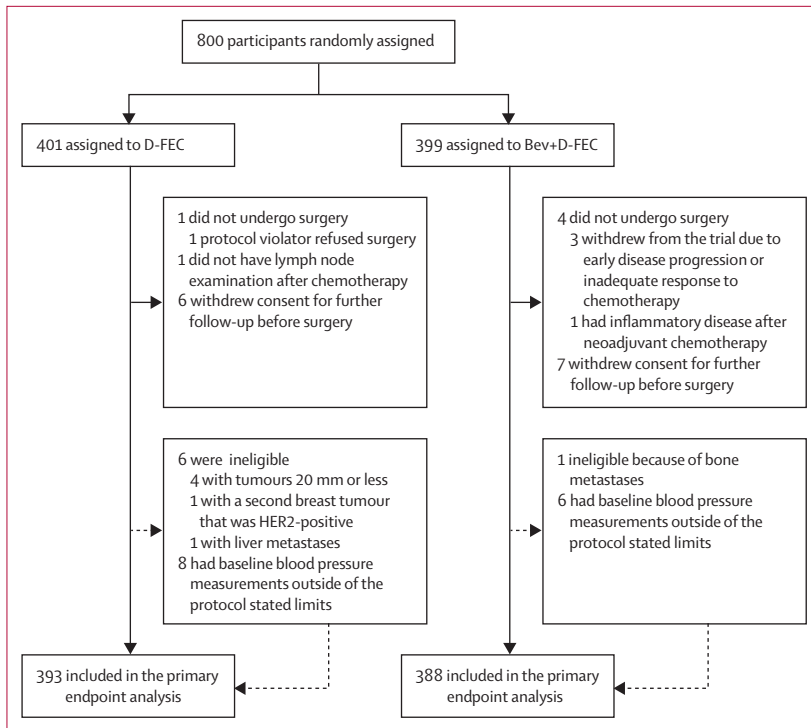 800 participants randomly assigned
401 assigned to D-FEC
399 assigned to Bev+D-FEC
1 did not undergo surgery
1 protocol violator refused surgery
1 did not have lymph node
examination after chemotherapy
6 withdrew consent for further
follow-up before surgery
4 did not undergo surgery
3 withdrew from the trial due to
early disease progression or
inadequate response to
chemotherapy
1 had inflammatory disease after
neoadjuvant chemotherapy
7 withdrew consent for further
follow-up before surgery
6 were ineligible
4 with tumours 20 mm or less
1 with a second breast tumour
that was HER2-positive
1 with liver metastases
8 had baseline blood pressure
measurements outside of the
protocol stated limits
1 ineligible because of bone
metastases
6 had baseline blood pressure
measurements outside of the
protocol stated limits
393 included in the primary
endpoint analysis
388 included in the primary
endpoint analysis